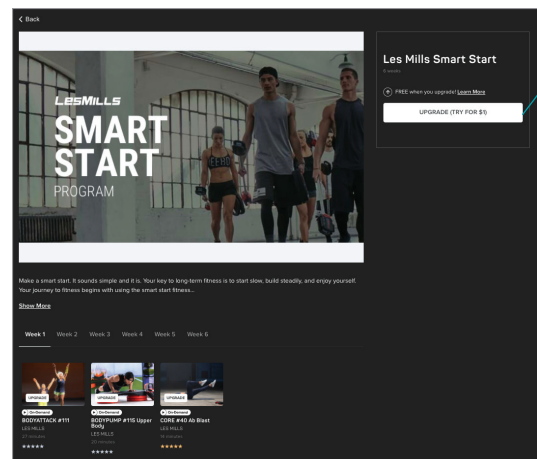 Back
LesMILLS
SMART
START
PROGRAM
Les Mills Smart Start
6 weeks
FREE when you upgrade! Learn More
UPGRADE (TRY FOR $1)
Make a smart start. It sounds simple and it is. Your key to long-term fitness is to start slow, build steadily, and enjoy yourself.
Your journey to fitness begins with using the smart start fitness...
Show More
Week 1 Week 2 Week 3 Week 4 Week 5 Week 6
UPGRADE UPGRADE UPGRADE
On-Demand On-Demand On-Demand
BODYATTACK #111 BODYPUMP #115 Upper Body CORE #40 Ab Blast
LES MILLS LES MILLS LES MILLS
27 minutes 20 minutes minutes